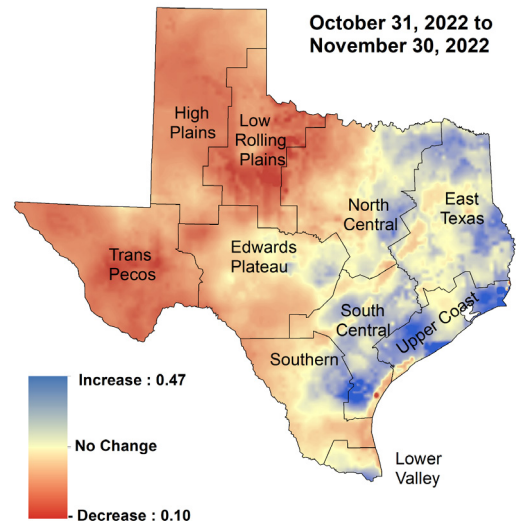 October 31, 2022 to
November 30, 2022
High
Plains
Low
Rolling
Plains
North
Central
East
Texas
Trans
Pecos
Edwards
Plateau
South
Central
Upper Coast
Southern
Lower
Valley
Increase : 0.47
No Change
Decrease : 0.10